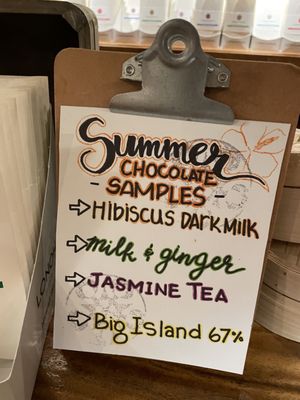 Summer
CHOCOLATE
- SAMPLES -
⇨ HIBISCUS DARK MILK
⇨ milk & ginger
⇨ JASMINE TEA
⇨ Big Island 67%